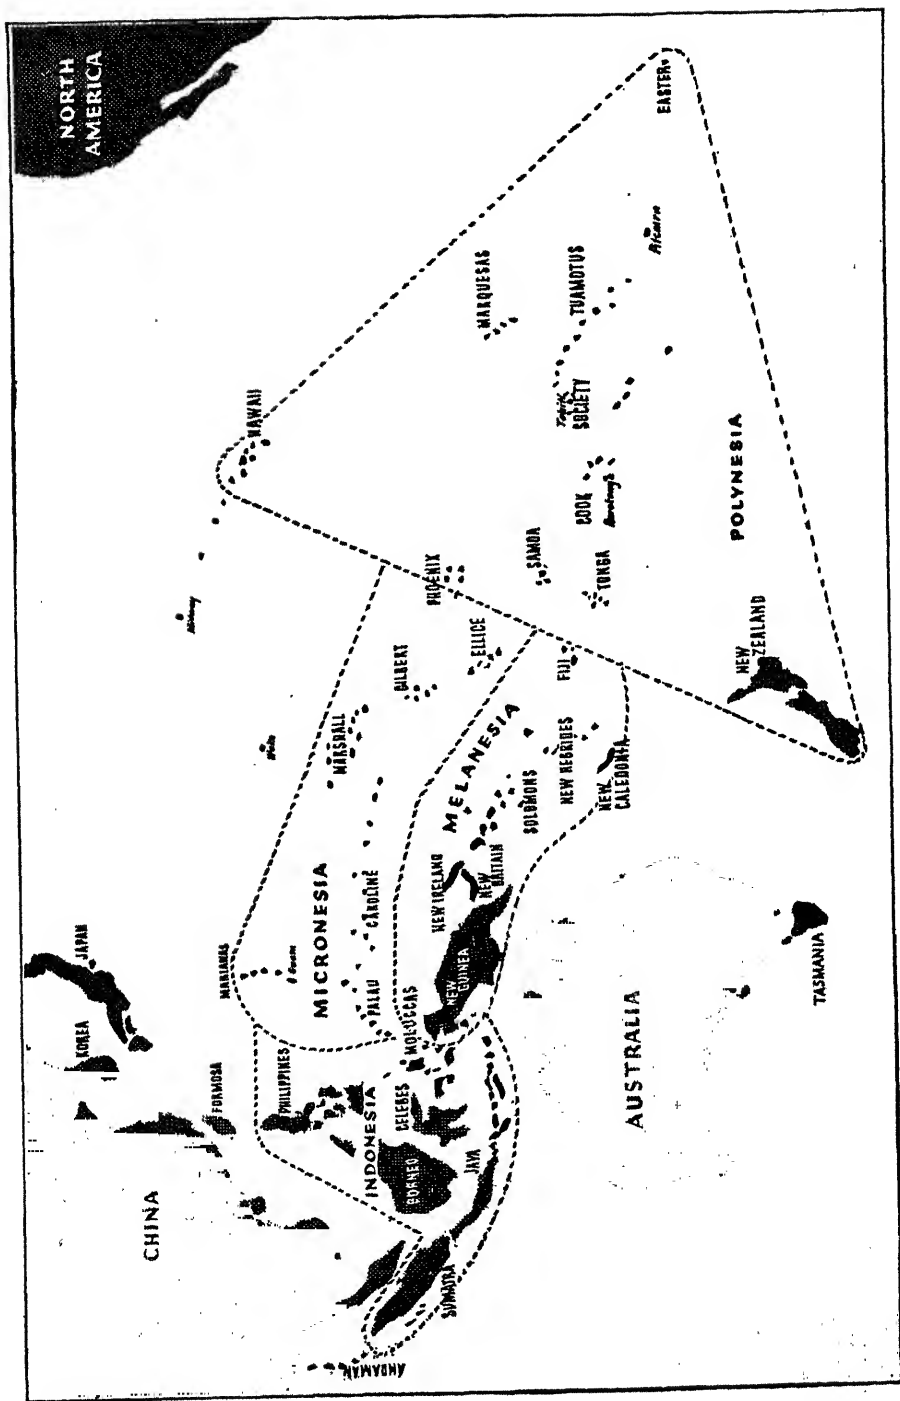 NORTH
AMERICA
CHINA
KOREA
JAPAN
FORMOSA
PHILIPPINES
MARIANAS
Guam
Wake
Midway
HAWAII
MICRONESIA
MARSHALL
CAROLINE
PALAU
GILBERT
PHOENIX
ELLICE
INDONESIA
MOLUCCAS
CELEBES
BORNEO
JAVA
SUMATRA
ANDAMAN
MELANESIA
NEW IRELAND
NEW
BRITAIN
NEW
GUINEA
SOLOMONS
NEW HEBRIDES
NEW
CALEDONIA
FIJI
SAMOA
TONGA
COOK
Rarotonga
SOCIETY
Tahiti
MARQUESAS
TUAMOTUS
Pitcairn
EASTER
POLYNESIA
NEW
ZEALAND
AUSTRALIA
TASMANIA